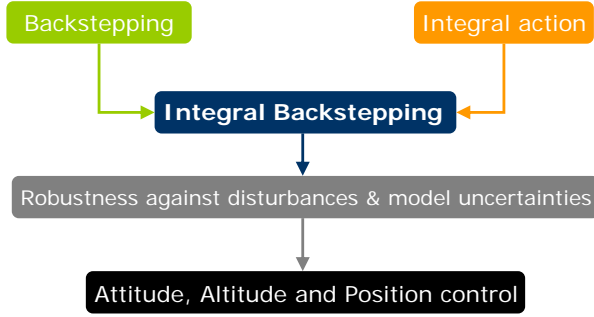 Backstepping
Integral action
Integral Backstepping
Robustness against disturbances & model uncertainties
Attitude, Altitude and Position control